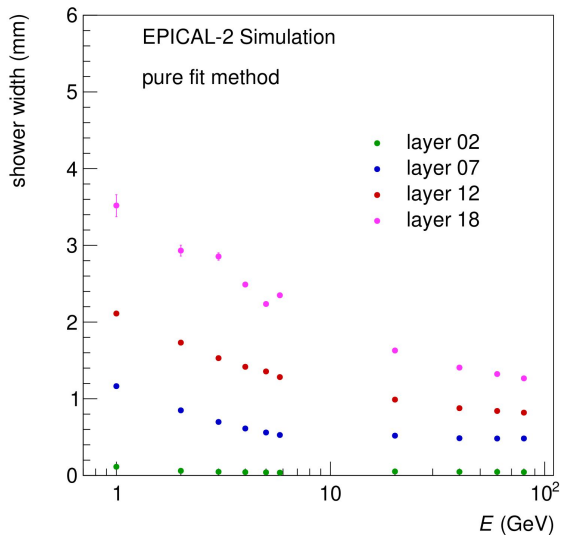 shower width (mm)
6
5
4
3
2
1
0
EPICAL-2 Simulation
pure fit method
layer 02
layer 07
layer 12
layer 18
1
10
10²
E (GeV)